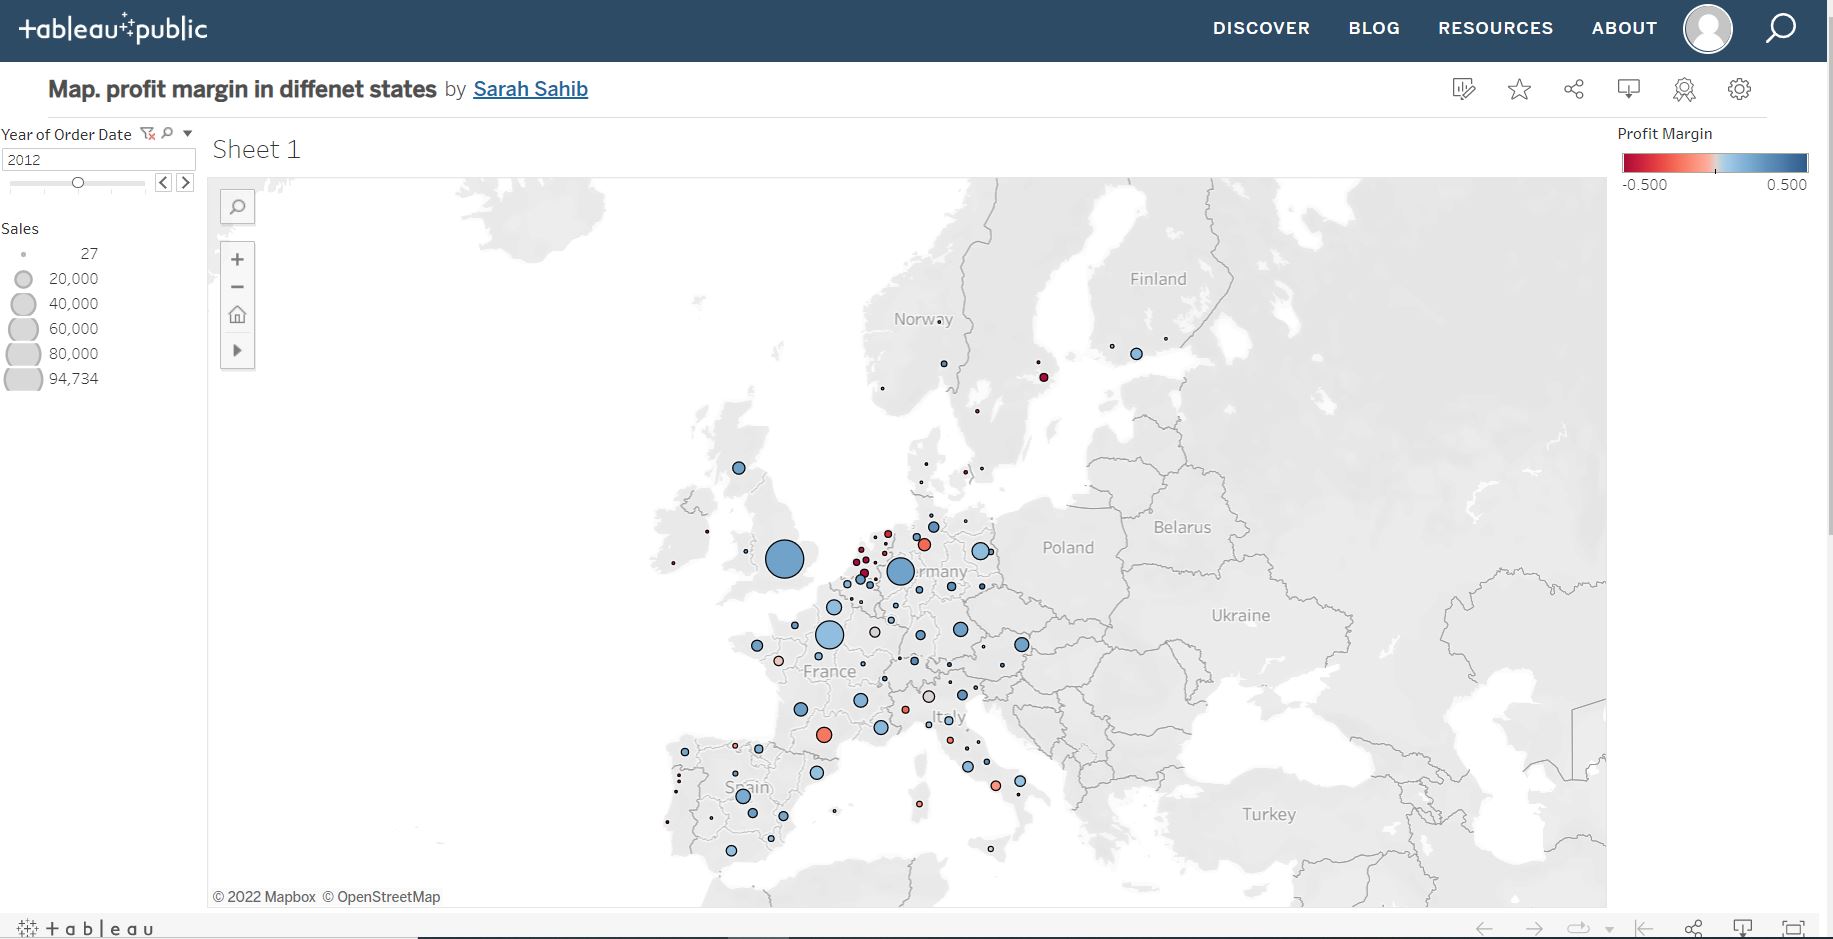 +ableau public
DISCOVER BLOG RESOURCES ABOUT
Map. profit margin in diffenet states by Sarah Sahib
Year of Order Date
2012
Sales
27
20,000
40,000
60,000
80,000
94,734
Sheet 1
Profit Margin
-0.500 0.500
Finland
Norway
Belarus
Poland
ermany
Ukraine
France
Italy
Spain
Turkey
© 2022 Mapbox © OpenStreetMap
+ a b | e a u